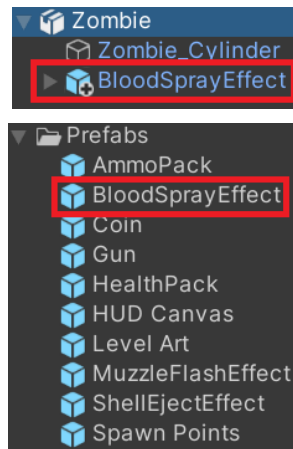 Zombie
Zombie_Cylinder
BloodSprayEffect
Prefabs
AmmoPack
BloodSprayEffect
Coin
Gun
HealthPack
HUD Canvas
Level Art
MuzzleFlashEffect
ShellEjectEffect
Spawn Points